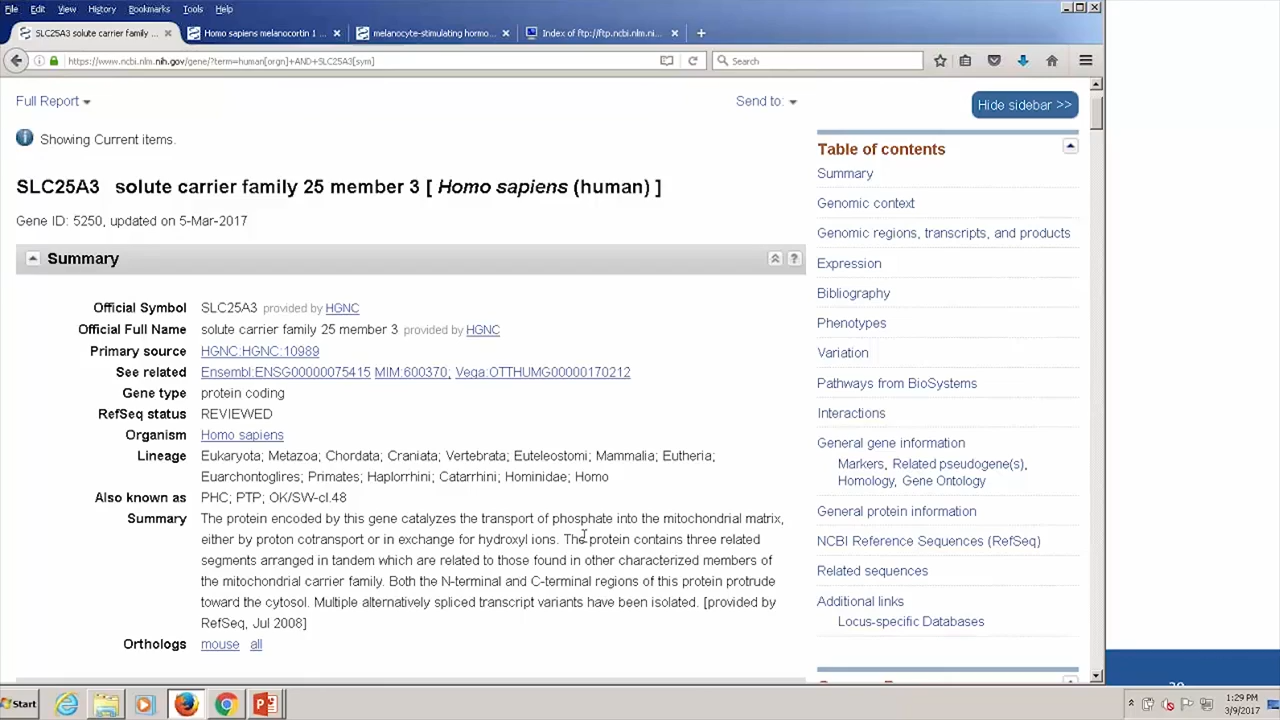 File Edit View History Bookmarks Tools Help
SLC25A3 solute carrier family ... Homo sapiens melanocortin 1 ... melanocyte-stimulating hormo... Index of ftp://ftp.ncbi.nlm.ni...
https://www.ncbi.nlm.nih.gov/gene/?term=human[orgn]+AND+SLC25A3[sym] Search
Full Report Send to: Hide sidebar >>
Showing Current items.
SLC25A3 solute carrier family 25 member 3 [ Homo sapiens (human) ]
Gene ID: 5250, updated on 5-Mar-2017
Summary
Official Symbol SLC25A3 provided by HGNC
Official Full Name solute carrier family 25 member 3 provided by HGNC
Primary source HGNC:HGNC:10989
See related Ensembl:ENSG00000075415 MIM:600370; Vega:OTTHUMG00000170212
Gene type protein coding
RefSeq status REVIEWED
Organism Homo sapiens
Lineage Eukaryota; Metazoa; Chordata; Craniata; Vertebrata; Euteleostomi; Mammalia; Eutheria;
Euarchontoglires; Primates; Haplorrhini; Catarrhini; Hominidae; Homo
Also known as PHC; PTP; OK/SW-cl.48
Summary The protein encoded by this gene catalyzes the transport of phosphate into the mitochondrial matrix,
either by proton cotransport or in exchange for hydroxyl ions. The protein contains three related
segments arranged in tandem which are related to those found in other characterized members of
the mitochondrial carrier family. Both the N-terminal and C-terminal regions of this protein protrude
toward the cytosol. Multiple alternatively spliced transcript variants have been isolated. [provided by
RefSeq, Jul 2008]
Orthologs mouse all
Table of contents
Summary
Genomic context
Genomic regions, transcripts, and products
Expression
Bibliography
Phenotypes
Variation
Pathways from BioSystems
Interactions
General gene information
Markers, Related pseudogene(s),
Homology, Gene Ontology
General protein information
NCBI Reference Sequences (RefSeq)
Related sequences
Additional links
Locus-specific Databases
Start
1:29 PM
3/9/2017